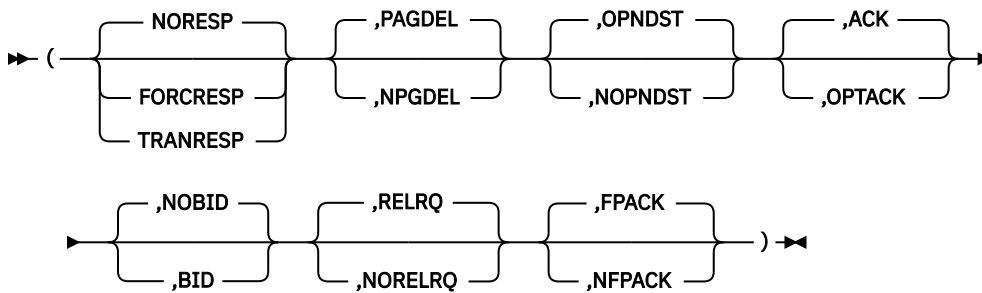 NORESP ,PAGDEL ,OPNDST ,ACK
(
FORCRESP ,NPGDEL ,NOPNDST ,OPTACK
TRANRESP
,NOBID ,RELRQ ,FPACK
)
,BID ,NORELRQ ,NFPACK